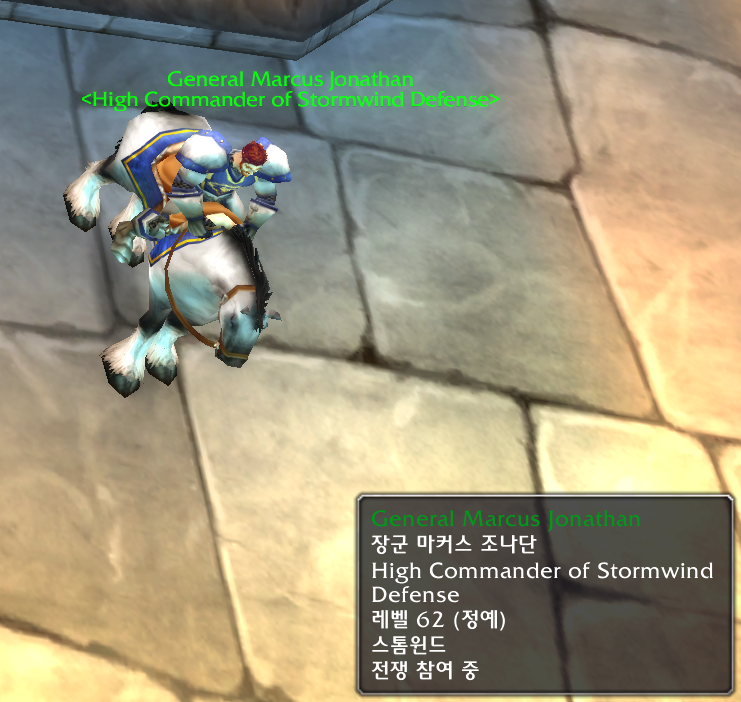 General Marcus Jonathan
<High Commander of Stormwind Defense>
General Marcus Jonathan
장군 마커스 조나단
High Commander of Stormwind
Defense
레벨 62 (정예)
스톰윈드
전쟁 참여 중